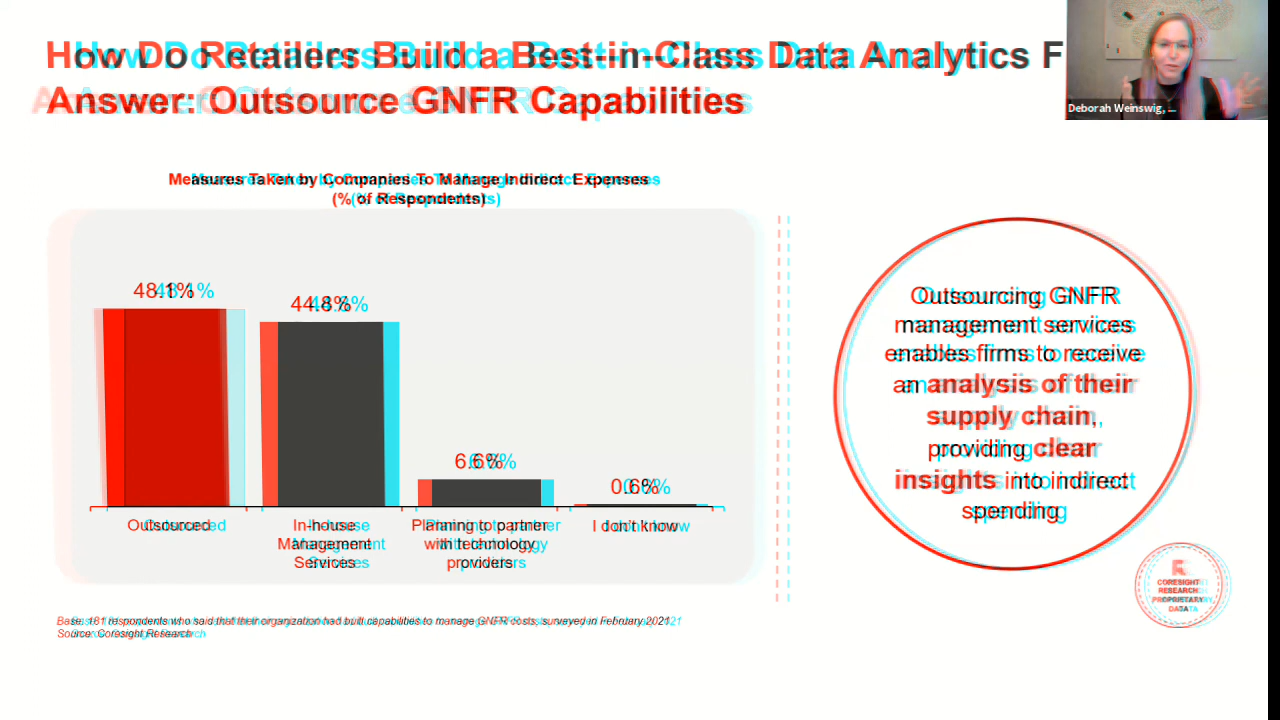 How Do Retailers Build a Best-in-Class Data Analytics F
Answer: Outsource GNFR Capabilities
Deborah Weinswig, ...
Measures Taken by Companies To Manage Indirect Expenses
(% of Respondents)
48.1%
44.8%
6.6%
0.6%
Outsourced
In-house
Management
Services
Planning to partner
with technology
providers
I don't know
Outsourcing GNFR
management services
enables firms to receive
an analysis of their
supply chain,
providing clear
insights into indirect
spending
CORESIGHT
RESEARCH
PROPRIETARY
DATA
Base: 181 respondents who said that their organization had built capabilities to manage GNFR costs, surveyed in February 2021
Source: Coresight Research